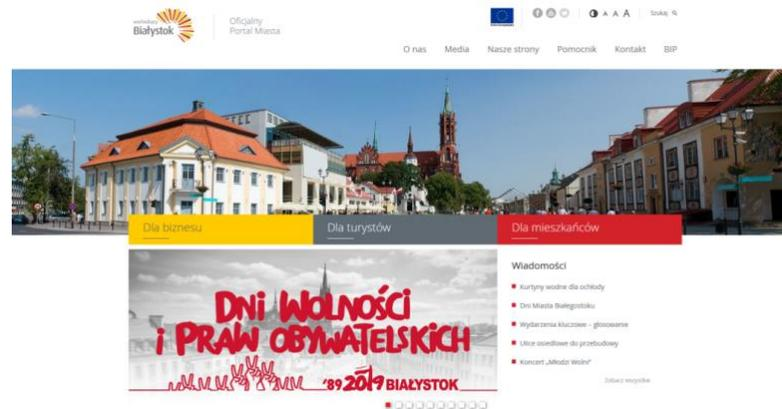 wschodzący
Białystok
Oficjalny
Portal Miasta
A A A
Szukaj
O nas Media Nasze strony Pomocnik Kontakt BIP
Dla biznesu
Dla turystów
Dla mieszkańców
DNI WOLNOŚCI
i PRAW OBYWATELSKICH
'89 2019 BIAŁYSTOK
Wiadomości
Kurtyny wodne dla ochłody
Dni Miasta Białegostoku
Wydarzenia kluczowe – głosowanie
Ulice osiedlowe do przebudowy
Koncert „Młodzi Wolni"
Zobacz wszystkie